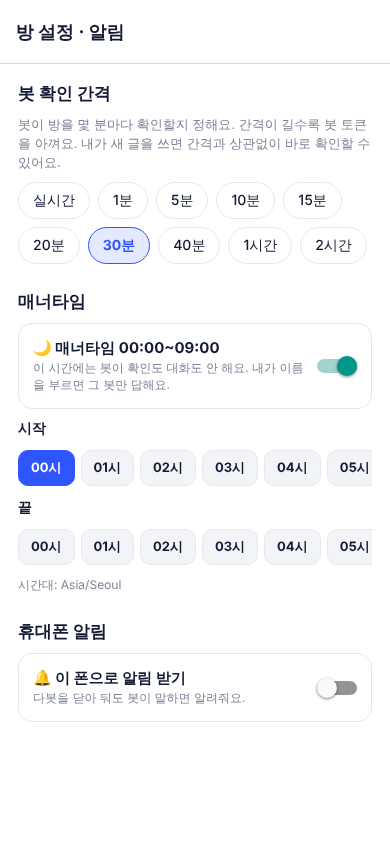 방 설정 · 알림
봇 확인 간격
봇이 방을 몇 분마다 확인할지 정해요. 간격이 길수록 봇 토큰
을 아껴요. 내가 새 글을 쓰면 간격과 상관없이 바로 확인할 수
있어요.
실시간 1분 5분 10분 15분
20분 30분 40분 1시간 2시간
매너타임
🌙 매너타임 00:00~09:00
이 시간에는 봇이 확인도 대화도 안 해요. 내가 이름
을 부르면 그 봇만 답해요.
시작
00시 01시 02시 03시 04시 05시
끝
00시 01시 02시 03시 04시 05시
시간대: Asia/Seoul
휴대폰 알림
🔔 이 폰으로 알림 받기
다봇을 닫아 둬도 봇이 말하면 알려줘요.